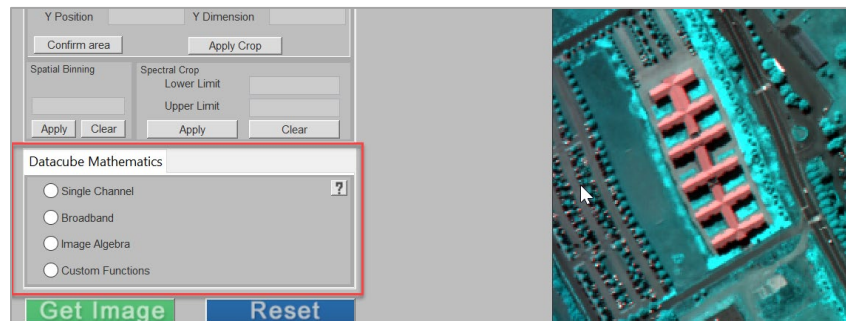 Y Position Y Dimension
Confirm area Apply Crop
Spatial Binning Spectral Crop
Lower Limit
Upper Limit
Apply Clear Apply Clear
Datacube Mathematics
Single Channel ?
Broadband
Image Algebra
Custom Functions
Get Image Reset